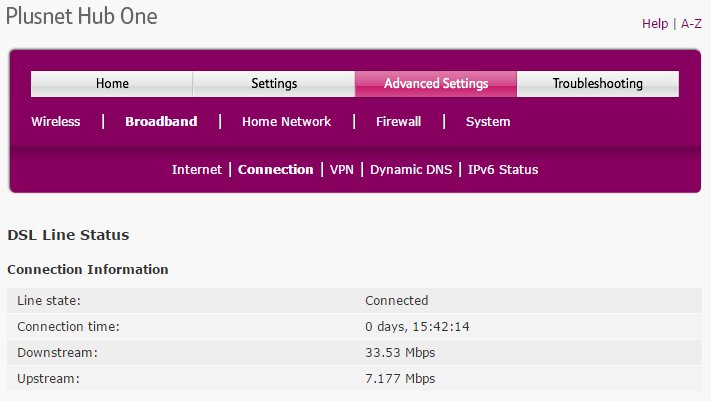 Plusnet Hub One
Help | A-Z
Home Settings Advanced Settings Troubleshooting
Wireless | Broadband | Home Network | Firewall | System
Internet | Connection | VPN | Dynamic DNS | IPv6 Status
DSL Line Status
Connection Information
Line state: Connected
Connection time: 0 days, 15:42:14
Downstream: 33.53 Mbps
Upstream: 7.177 Mbps